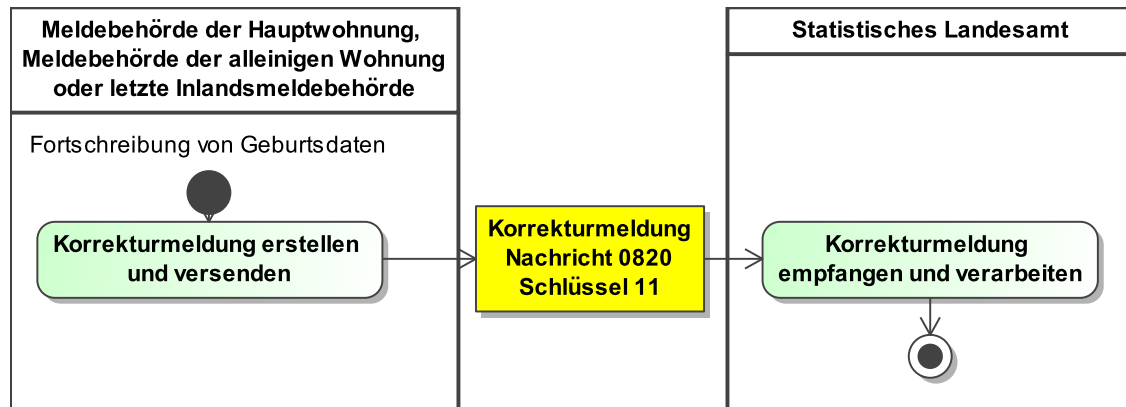 Meldebehörde der Hauptwohnung,
Meldebehörde der alleinigen Wohnung
oder letzte Inlandsmeldebehörde
Statistisches Landesamt
Fortschreibung von Geburtsdaten
Korrekturmeldung erstellen
und versenden
Korrekturmeldung
Nachricht 0820
Schlüssel 11
Korrekturmeldung
empfangen und verarbeiten